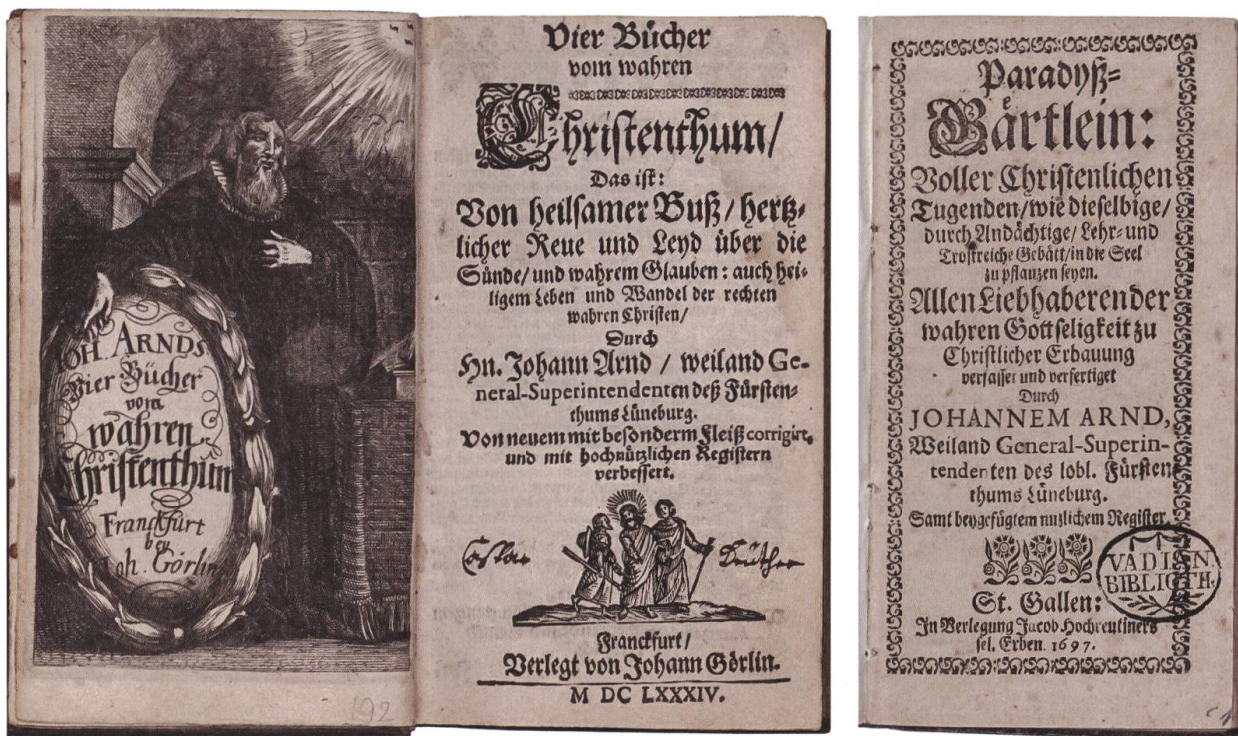 JOH. ARNDS
Vier Bücher
vom
wahren
Christenthum
Franckfurt
bey
Joh. Görlin
192
Vier Bücher
vom wahren
Christenthum/
Das ist:
Von heilsamer Buß/ hertz-
licher Reue und Leyd über die
Sünde/ und wahrem Glauben: auch hei-
ligem Leben und Wandel der rechten
wahren Christen/
Durch
Hn. Johann Arnd / weiland Ge-
neral-Superintendenten deß Fürsten-
thums Lüneburg.
Von neuem mit besonderm Fleiß corrigirt,
und mit hochnützlichen Registern
verbessert.
Franckfurt/
Verlegt von Johann Görlin.
M DC LXXXIV.
Paradyß-
Gärtlein:
Voller Christenlichen
Tugenden/ wie dieselbige/
durch Andächtige/ Lehr- und
Trostreiche Gebätt/ in die Seel
zu pflanzen seyen.
Allen Liebhaberen der
wahren Gottseligkeit zu
Christlicher Erbauung
verfasset und verfertiget
Durch
JOHANNEM ARND,
Weiland General-Superin-
tendenten des lobl. Fürsten
thums Lüneburg.
Samt beygefügtem nuzlichem Register.
VADIAN.
BIBLIOTH.
St. Gallen:
In Verlegung Jacob Hochreutiners
sel. Erben. 1697.